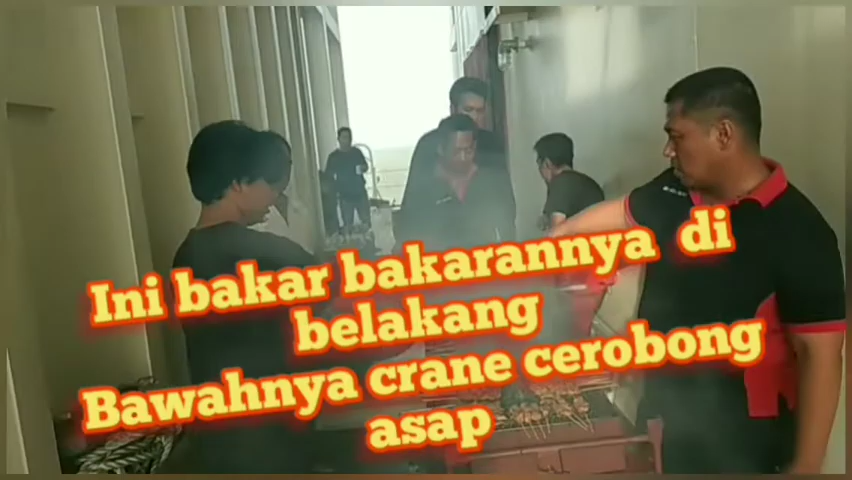 Ini bakar bakarannya di
belakang
Bawahnya crane cerobong
asap